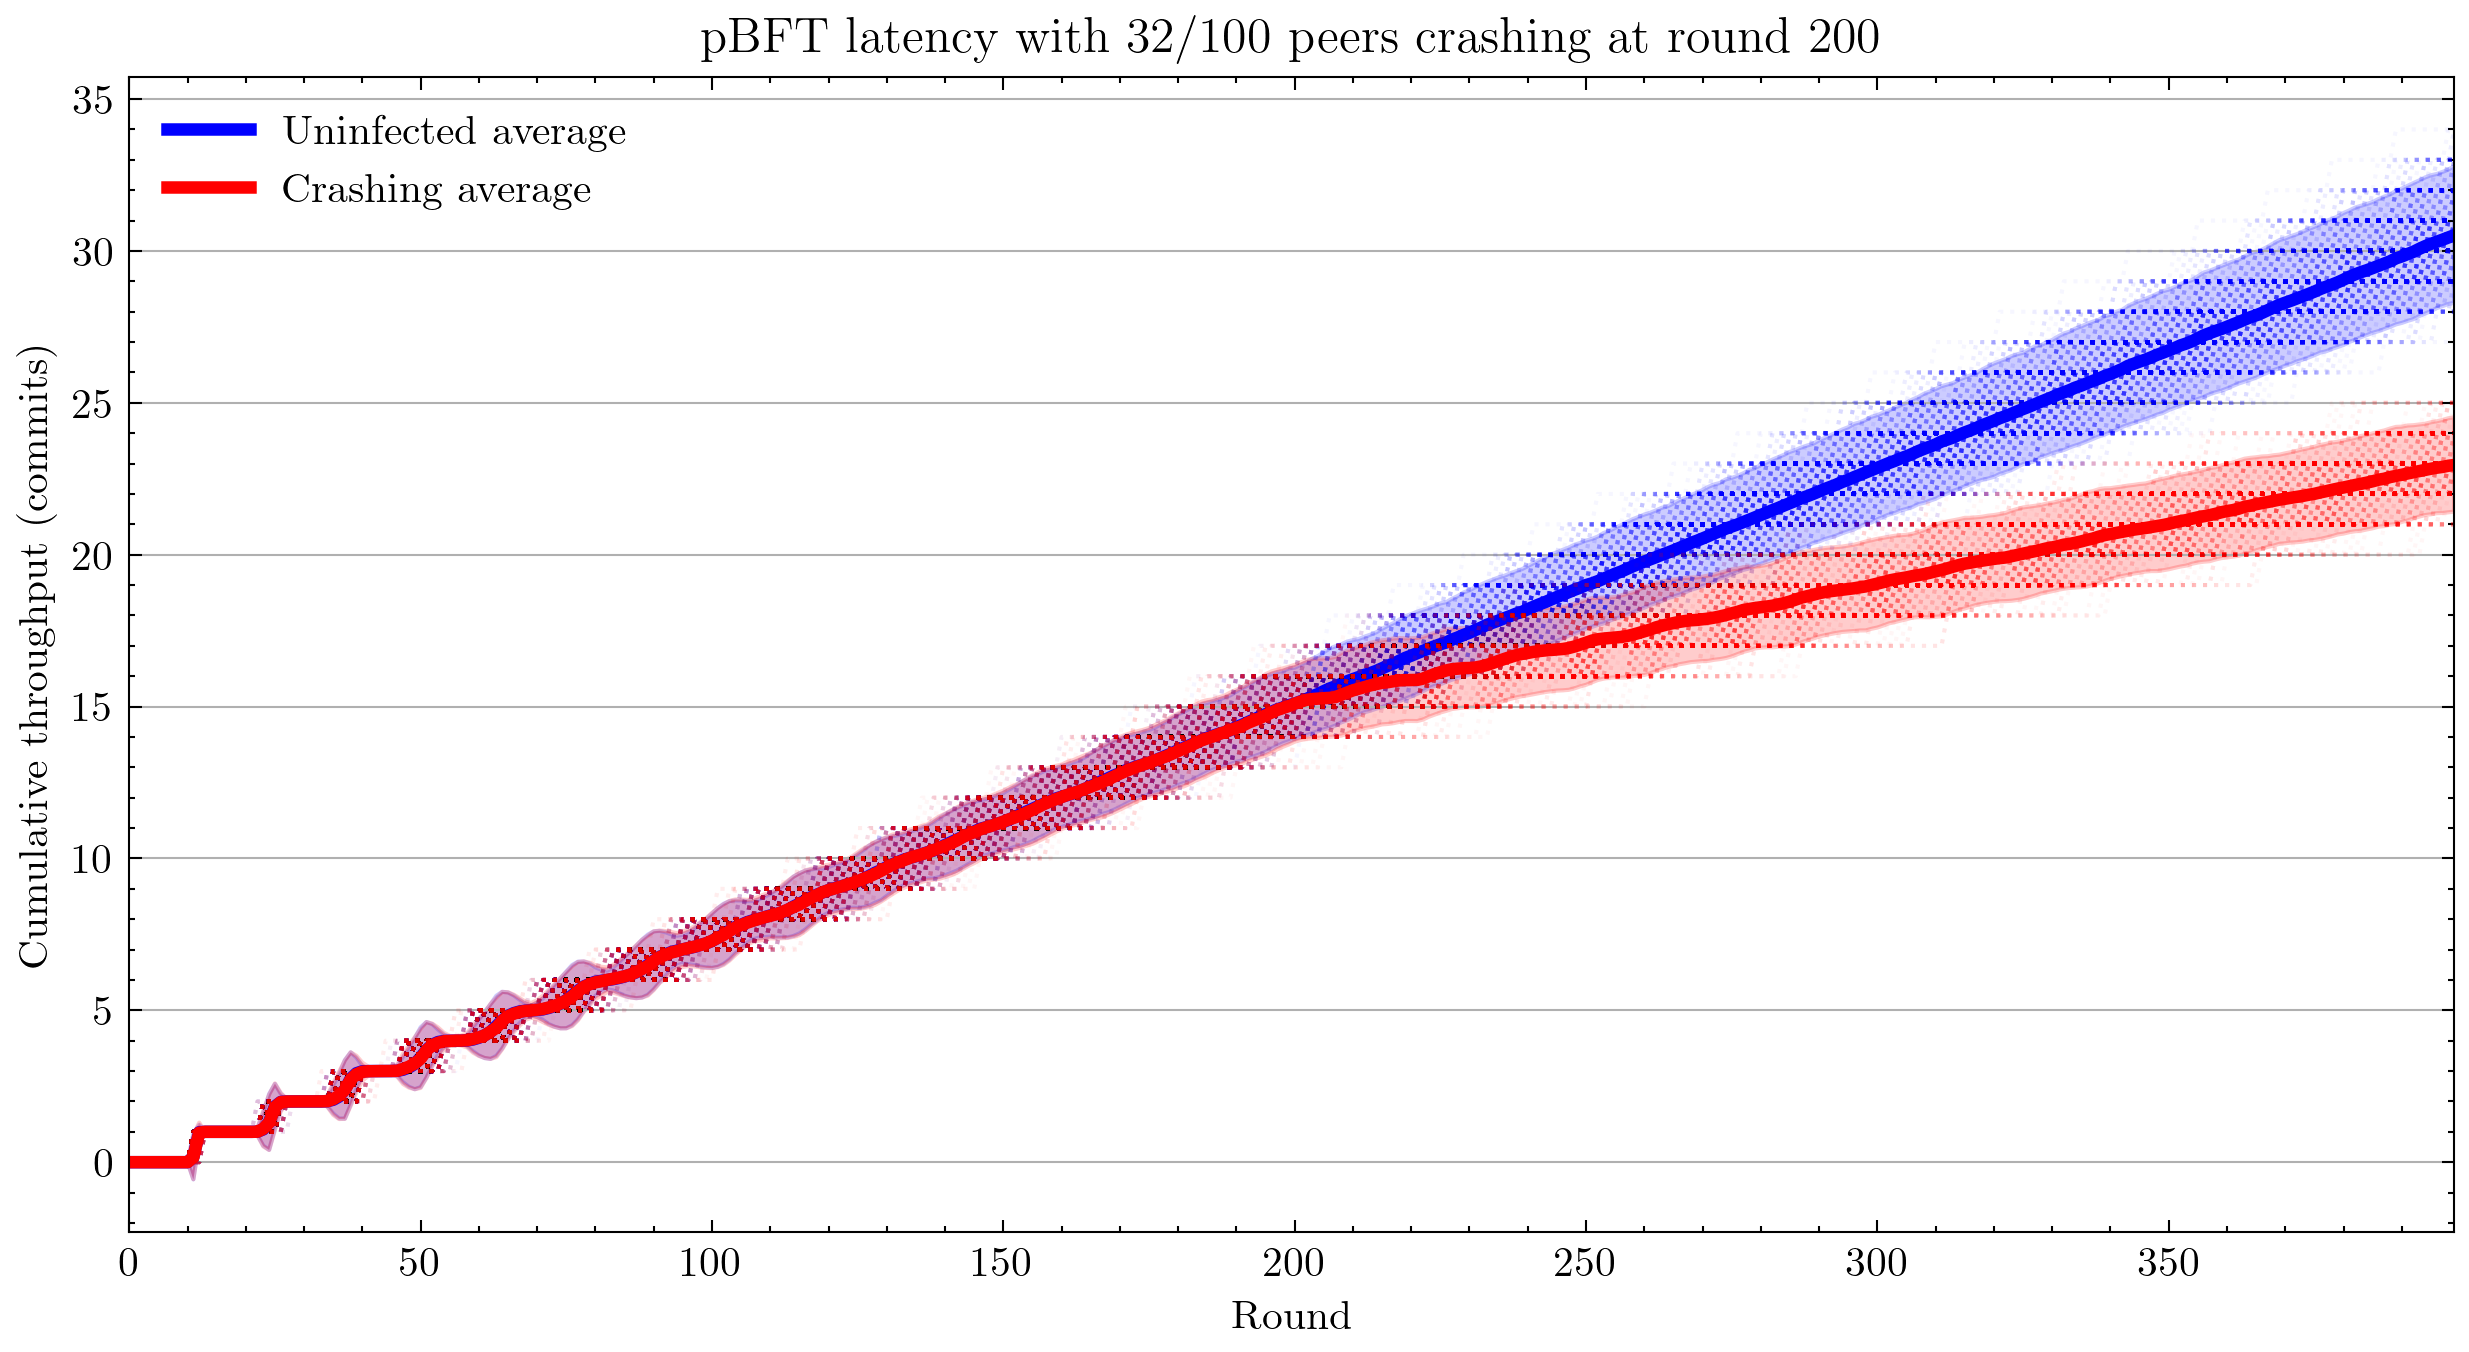 pBFT latency with 32/100 peers crashing at round 200
Uninfected average
Crashing average
Cumulative throughput (commits)
35
30
25
20
15
10
5
0
0 50 100 150 200 250 300 350
Round